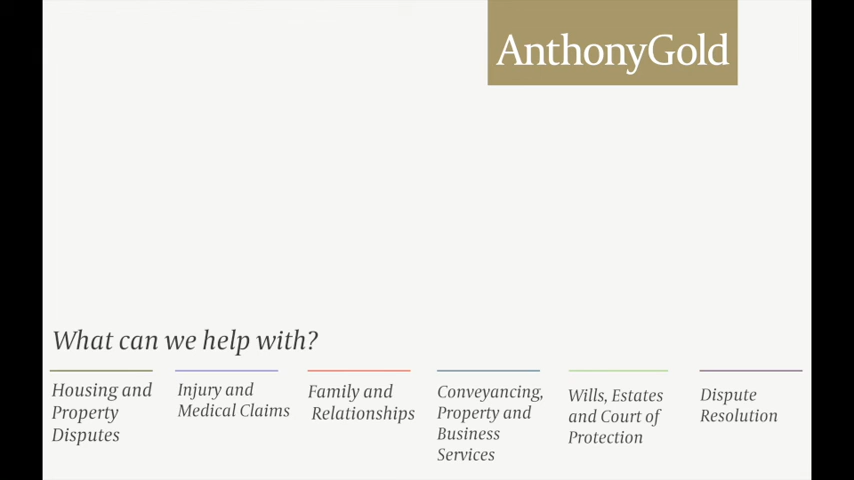 AnthonyGold
What can we help with?
Housing and
Property
Disputes
Injury and
Medical Claims
Family and
Relationships
Conveyancing,
Property and
Business
Services
Wills, Estates
and Court of
Protection
Dispute
Resolution